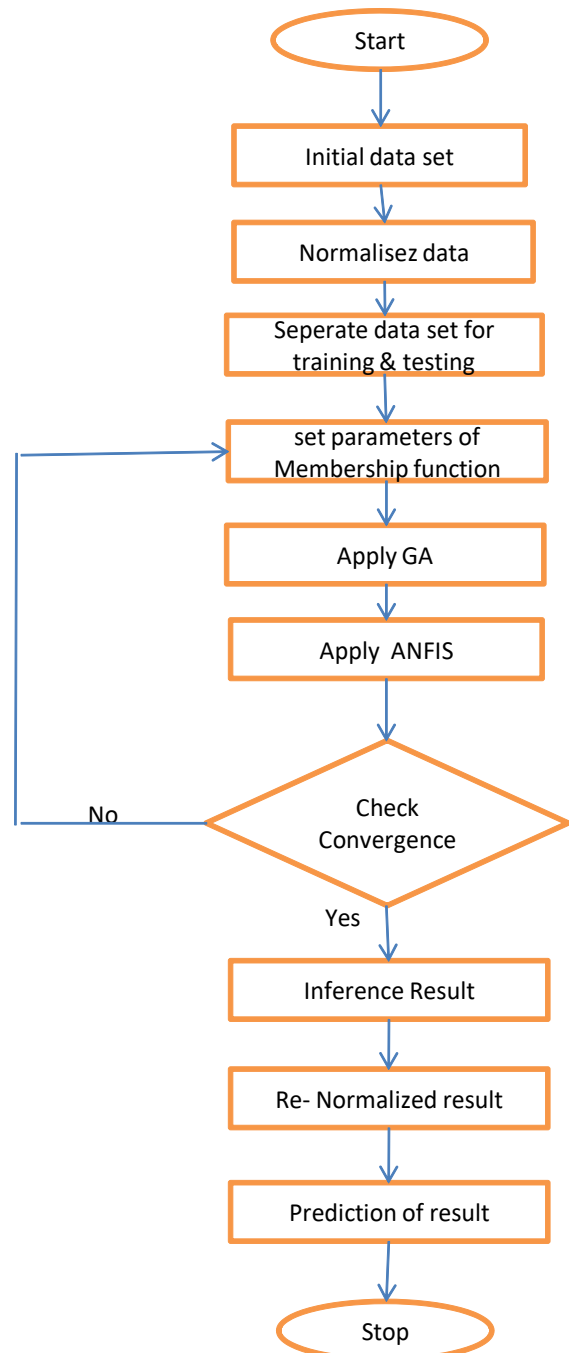 Start
Initial data set
Normalisez data
Seperate data set for
training & testing
set parameters of
Membership function
Apply GA
Apply ANFIS
Check
Convergence
No
Yes
Inference Result
Re- Normalized result
Prediction of result
Stop